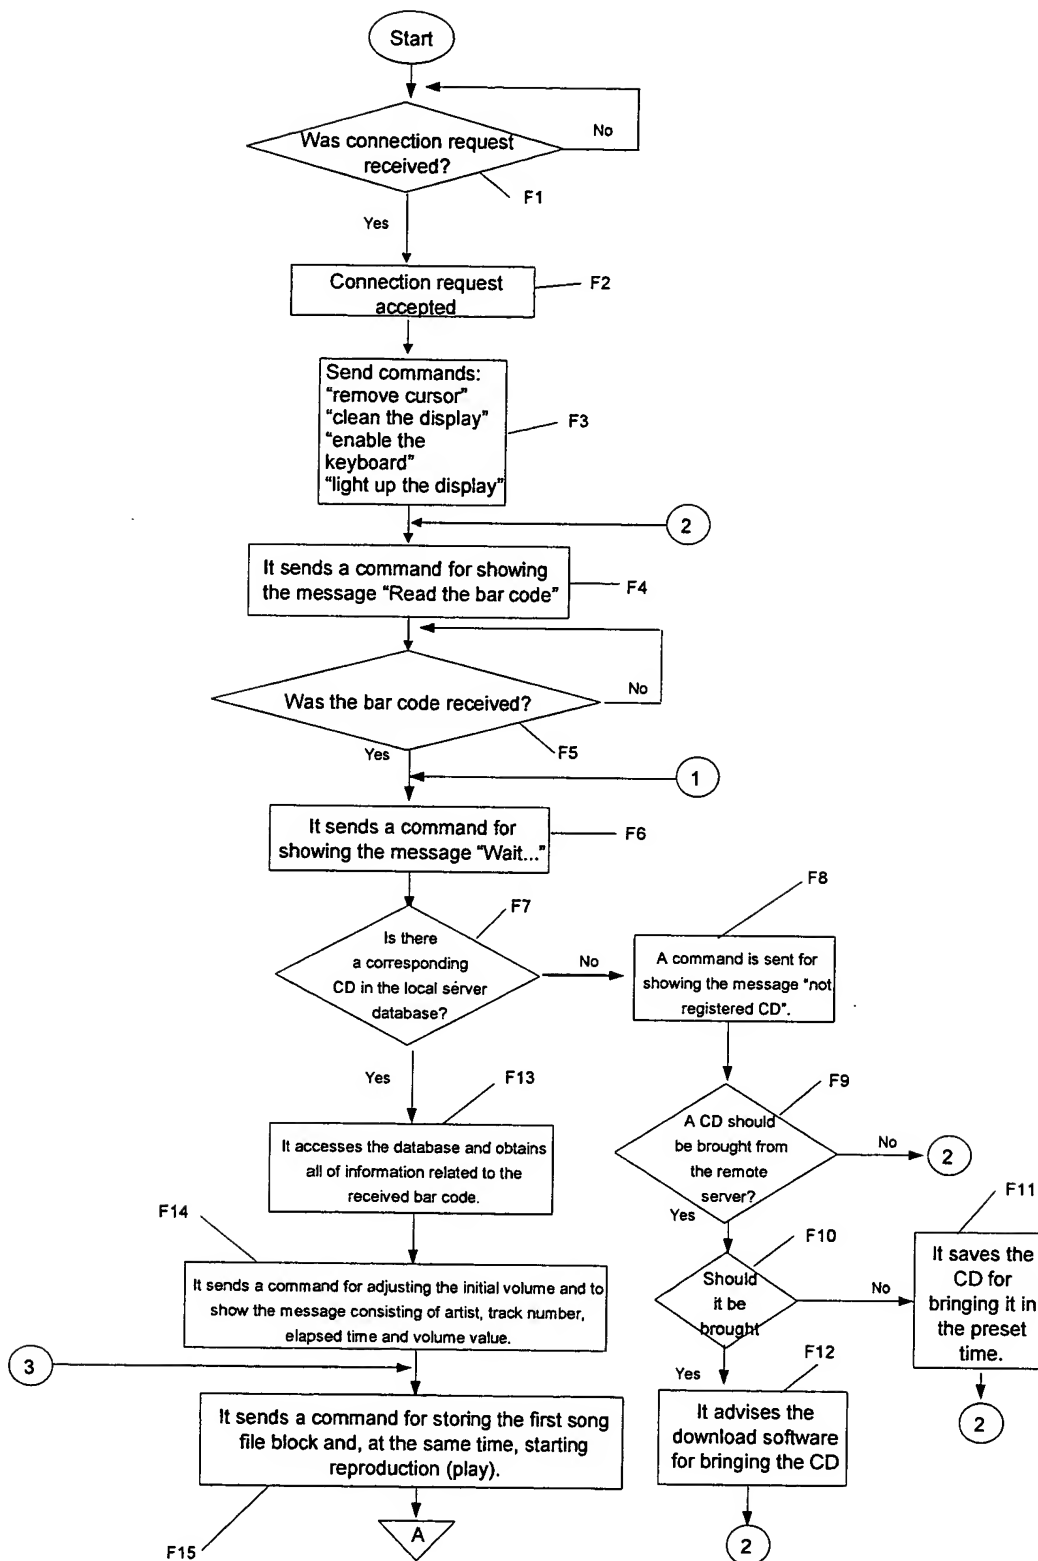 Start
No
Was connection request
received?
F1
Yes
Connection request
accepted
F2
Send commands:
"remove cursor"
"clean the display"
"enable the
keyboard"
"light up the display"
F3
2
It sends a command for showing
the message "Read the bar code"
F4
Was the bar code received?
No
F5
Yes
1
It sends a command for
showing the message "Wait..."
F6
F7
F8
Is there
a corresponding
CD in the local server
database?
No
A command is sent for
showing the message "not
registered CD".
Yes
F13
F9
It accesses the database and obtains
all of information related to the
received bar code.
A CD should
be brought from
the remote
server?
No
2
Yes
F11
F14
F10
It sends a command for adjusting the initial volume and to
show the message consisting of artist, track number,
elapsed time and volume value.
Should
it be
brought
No
It saves the
CD for
bringing it in
the preset
time.
3
Yes
F12
2
It sends a command for storing the first song
file block and, at the same time, starting
reproduction (play).
It advises the
download software
for bringing the CD
A
F15
2